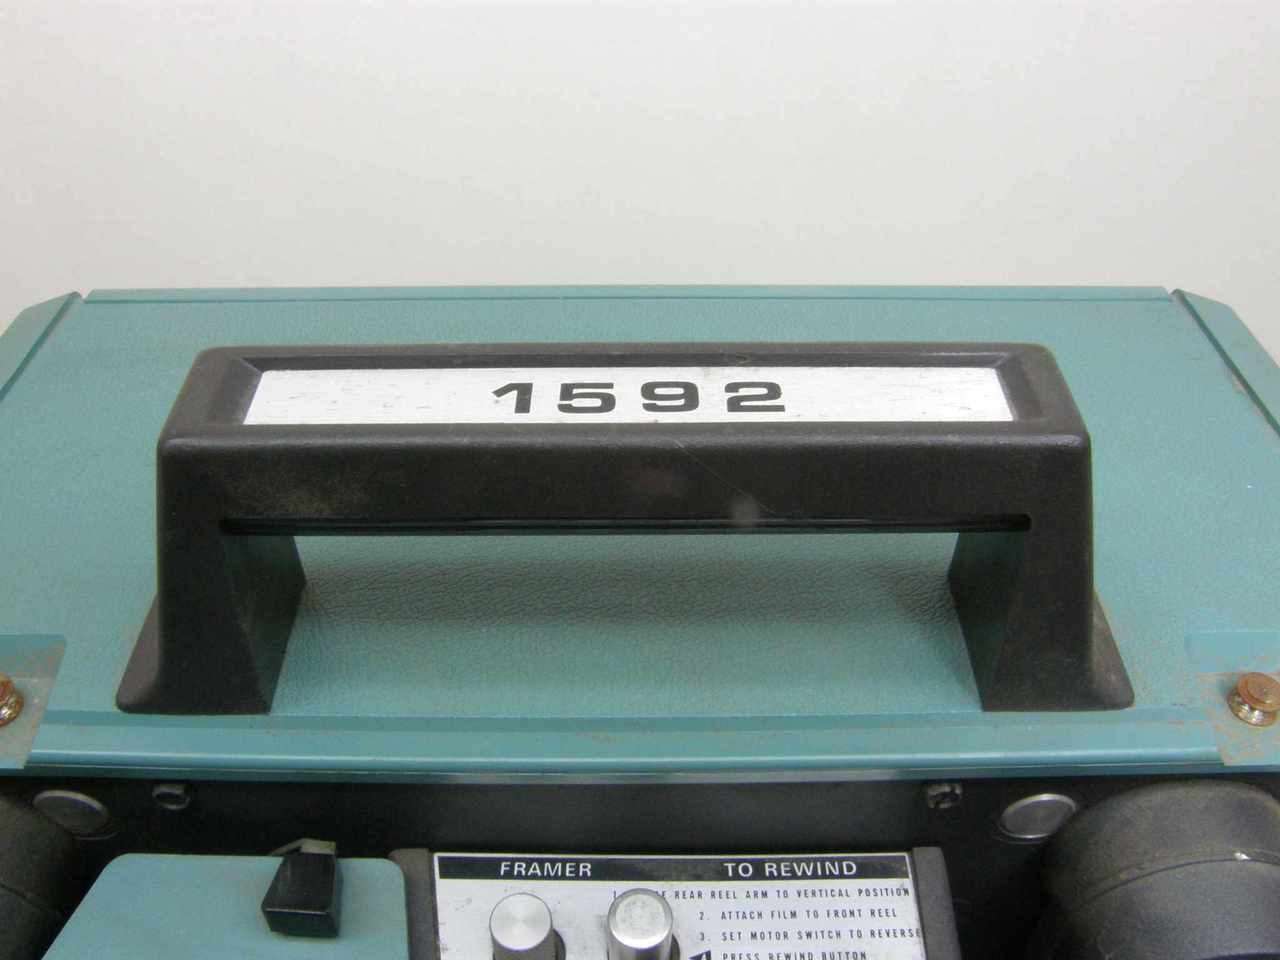 1592
FRAMER
TO REWIND
1. REAR REEL ARM TO VERTICAL POSITION
2. ATTACH FILM TO FRONT REEL
3. SET MOTOR SWITCH TO REVERSE
PRESS REWIND BUTTON